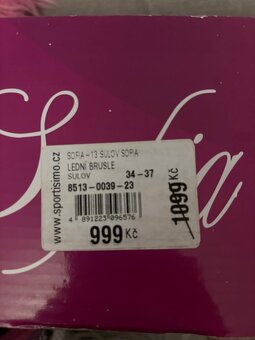 Sofia
www.sportisimo.cz
SOFIA-13 SULOV SOFIA
LEDNÍ BRUSLE
SULOV 34-37
8513-0039-23
4 891223 096576
999 Kč
1099 Kč